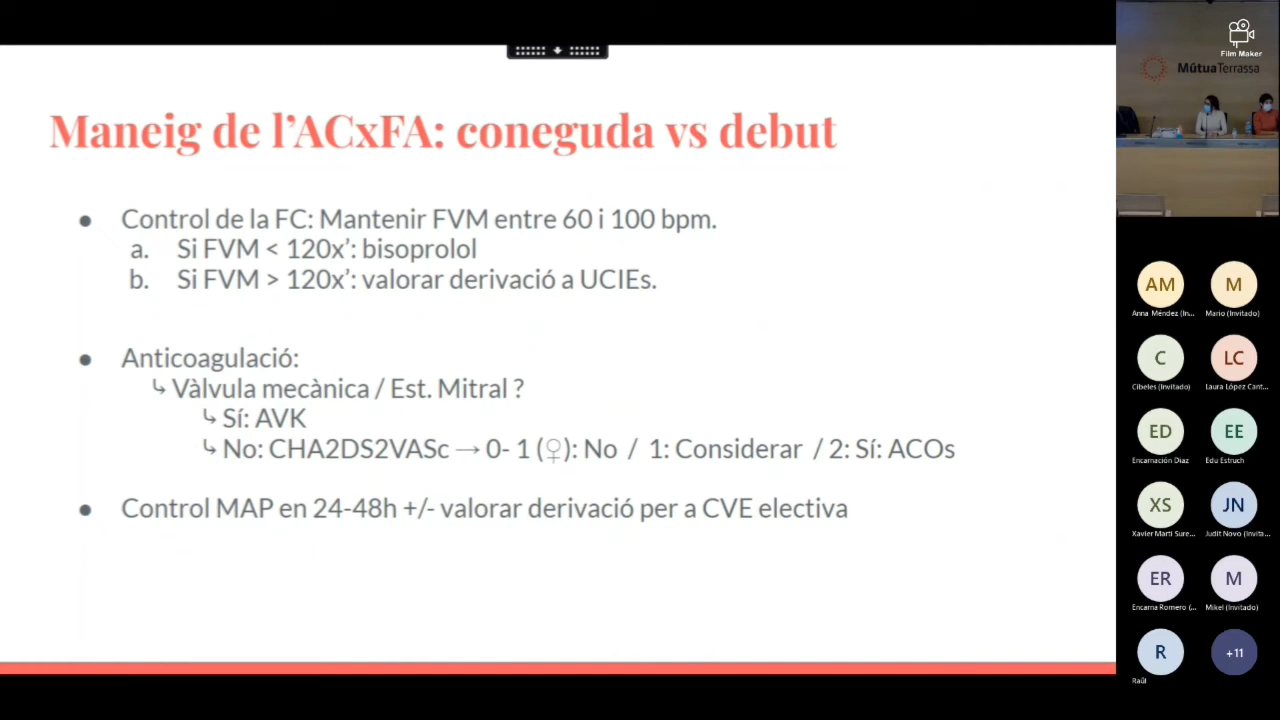 Maneig de l'ACxFA: coneguda vs debut
● Control de la FC: Mantenir FVM entre 60 i 100 bpm.
a. Si FVM < 120x': bisoprolol
b. Si FVM > 120x': valorar derivació a UCIEs.
● Anticoagulació:
↳ Vàlvula mecànica / Est. Mitral ?
↳ Sí: AVK
↳ No: CHA2DS2VASc → 0- 1 (♀): No / 1: Considerar / 2: Sí: ACOs
● Control MAP en 24-48h +/- valorar derivació per a CVE electiva
Film Maker
MútuaTerrassa
AM
Anna Méndez (In...
M
Mario (Invitado)
C
Cibeles (Invitado)
LC
Laura López Cant...
ED
Encarnación Diaz
EE
Edu Estruch
XS
Xavier Martí Sure...
JN
Judit Novo (Invita...
ER
Encarna Romero (...
M
Mikel (Invitado)
R
Raül
+11